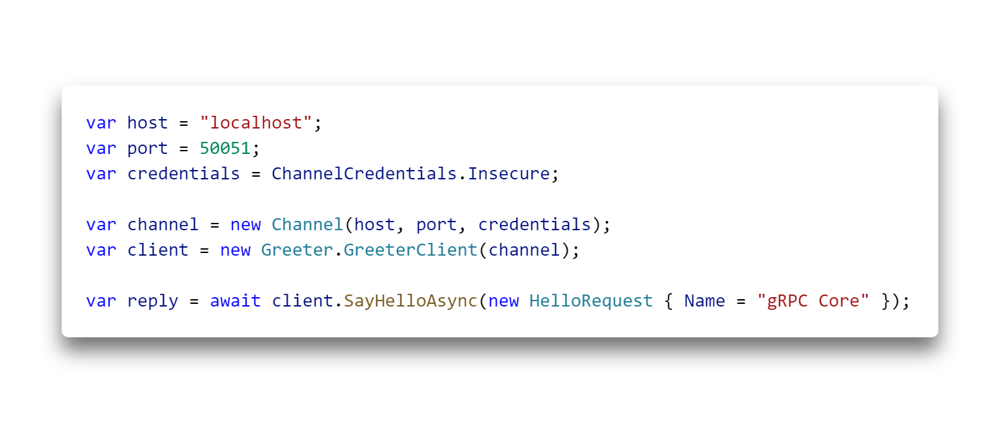 var host = "localhost";
var port = 50051;
var credentials = ChannelCredentials.Insecure;
var channel = new Channel(host, port, credentials);
var client = new Greeter.GreeterClient(channel);
var reply = await client.SayHelloAsync(new HelloRequest { Name = "gRPC Core" });